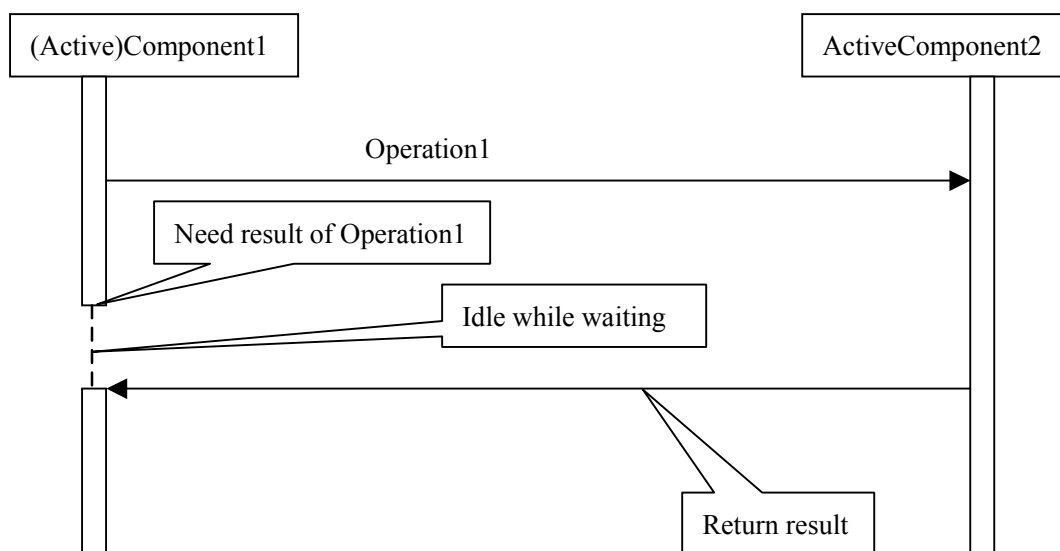 (Active)Component1
ActiveComponent2
Operation1
Need result of Operation1
Idle while waiting
Return result